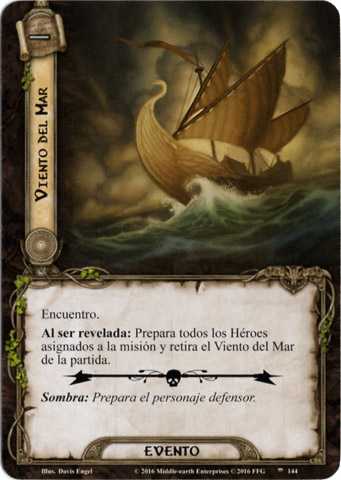 —
VIENTO DEL MAR
Encuentro.
Al ser revelada: Prepara todos los Héroes
asignados a la misión y retira el Viento del Mar
de la partida.
Sombra: Prepara el personaje defensor.
EVENTO
Illus. Davis Engel © 2016 Middle-earth Enterprises © 2016 FFG 144